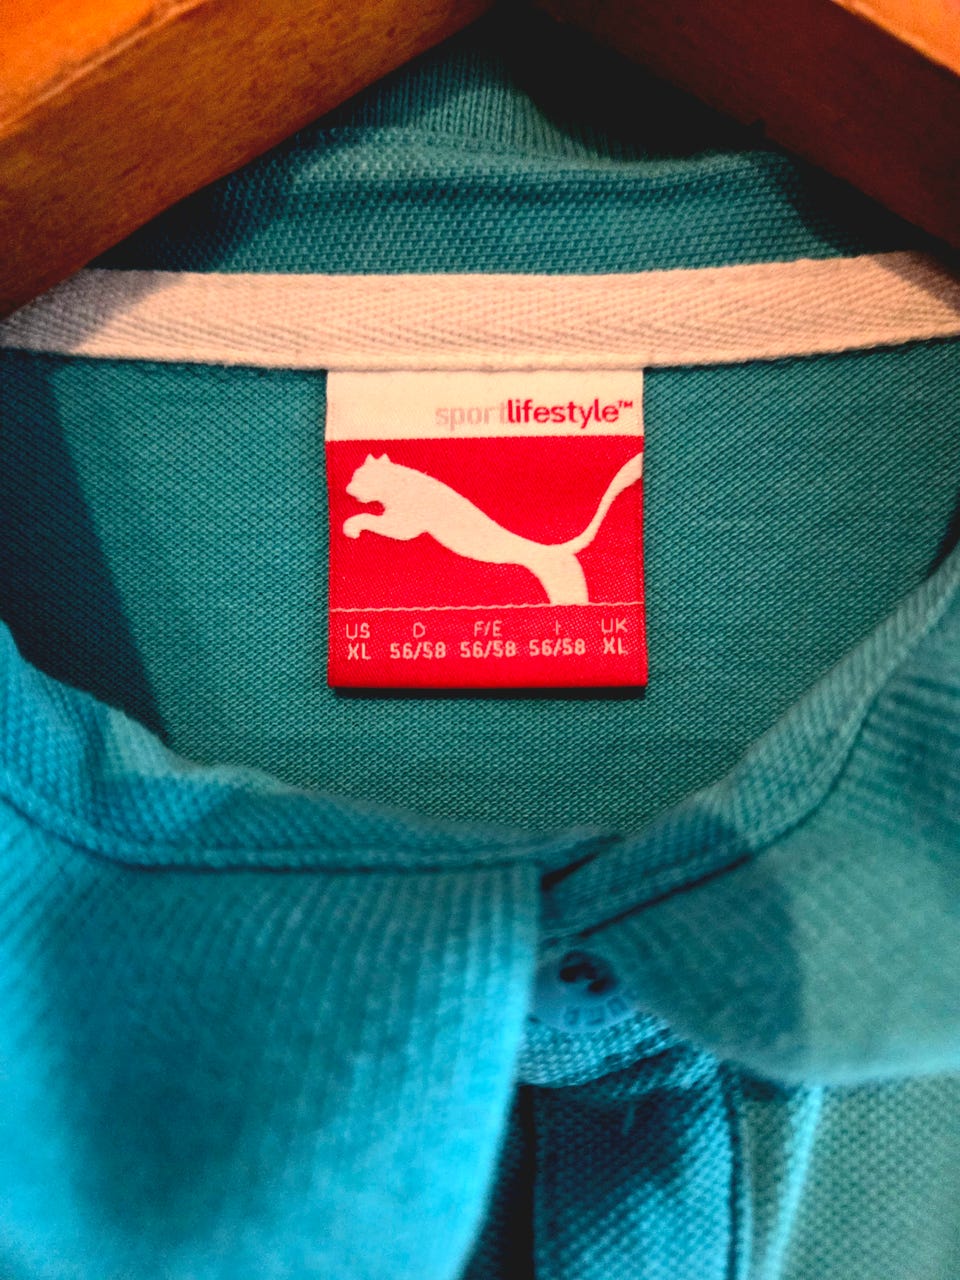 sportlifestyle™
US D F/E I UK
XL 56/58 56/58 56/58 XL